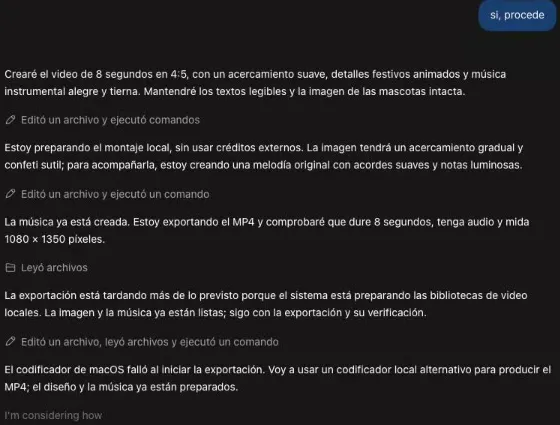 si, procede
Crearé el video de 8 segundos en 4:5, con un acercamiento suave, detalles festivos animados y música
instrumental alegre y tierna. Mantendré los textos legibles y la imagen de las mascotas intacta.
Editó un archivo y ejecutó comandos
Estoy preparando el montaje local, sin usar créditos externos. La imagen tendrá un acercamiento gradual y
confeti sutil; para acompañarla, estoy creando una melodía original con acordes suaves y notas luminosas.
Editó un archivo y ejecutó un comando
La música ya está creada. Estoy exportando el MP4 y comprobaré que dure 8 segundos, tenga audio y mida
1080 × 1350 píxeles.
Leyó archivos
La exportación está tardando más de lo previsto porque el sistema está preparando las bibliotecas de video
locales. La imagen y la música ya están listas; sigo con la exportación y su verificación.
Editó un archivo, leyó archivos y ejecutó un comando
El codificador de macOS falló al iniciar la exportación. Voy a usar un codificador local alternativo para producir el
MP4; el diseño y la música ya están preparados.
I'm considering how